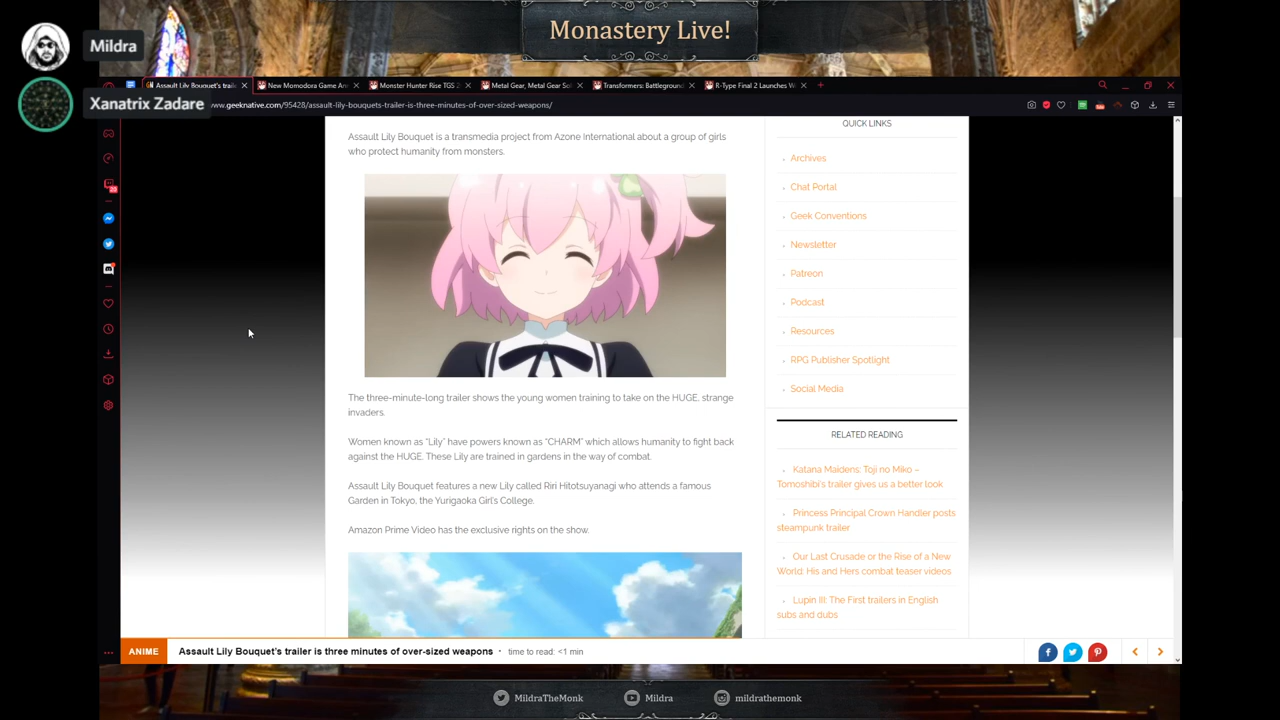 Monastery Live!
Mildra
Xanatrix Zadare
Assault Lily Bouquet's traile
New Momodora Game Ann
Monster Hunter Rise TGS 2
Metal Gear, Metal Gear Sol
Transformers: Battleground
R-Type Final 2 Launches W
www.geeknative.com/95428/assault-lily-bouquets-trailer-is-three-minutes-of-over-sized-weapons/
Assault Lily Bouquet is a transmedia project from Azone International about a group of girls
who protect humanity from monsters.
The three-minute-long trailer shows the young women training to take on the HUGE, strange
invaders.
Women known as "Lily" have powers known as "CHARM" which allows humanity to fight back
against the HUGE. These Lily are trained in gardens in the way of combat.
Assault Lily Bouquet features a new Lily called Riri Hitotsuyanagi who attends a famous
Garden in Tokyo, the Yurigaoka Girl's College.
Amazon Prime Video has the exclusive rights on the show.
QUICK LINKS
Archives
Chat Portal
Geek Conventions
Newsletter
Patreon
Podcast
Resources
RPG Publisher Spotlight
Social Media
RELATED READING
Katana Maidens: Toji no Miko –
Tomoshibi's trailer gives us a better look
Princess Principal Crown Handler posts
steampunk trailer
Our Last Crusade or the Rise of a New
World: His and Hers combat teaser videos
Lupin III: The First trailers in English
subs and dubs
ANIME
Assault Lily Bouquet's trailer is three minutes of over-sized weapons • time to read: <1 min
MildraTheMonk
Mildra
mildrathemonk